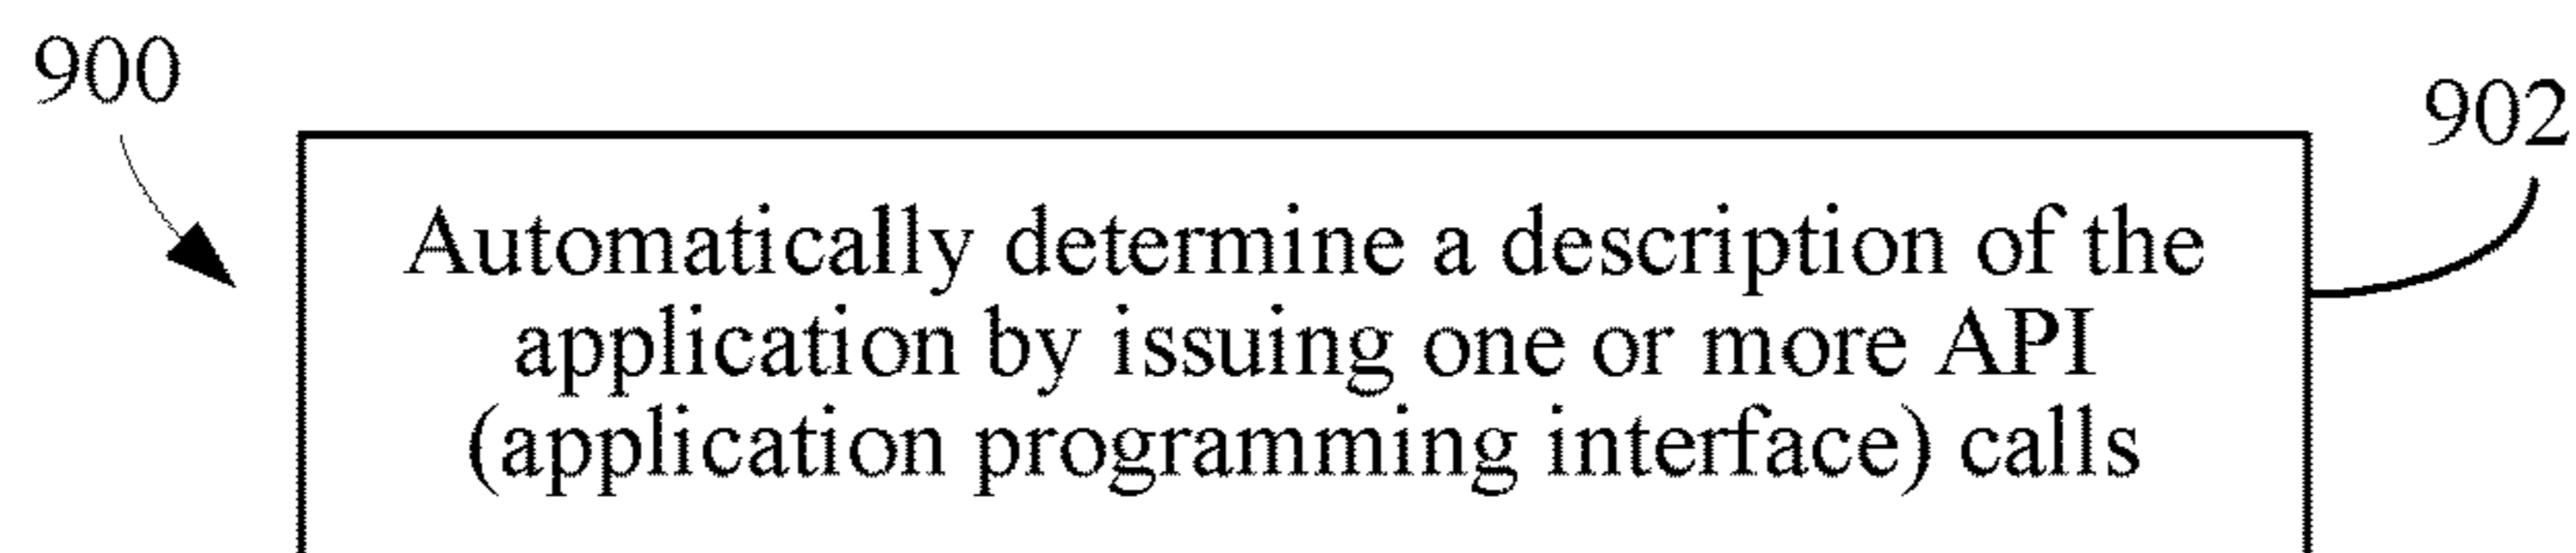 900
902
Automatically determine a description of the
application by issuing one or more API
(application programming interface) calls